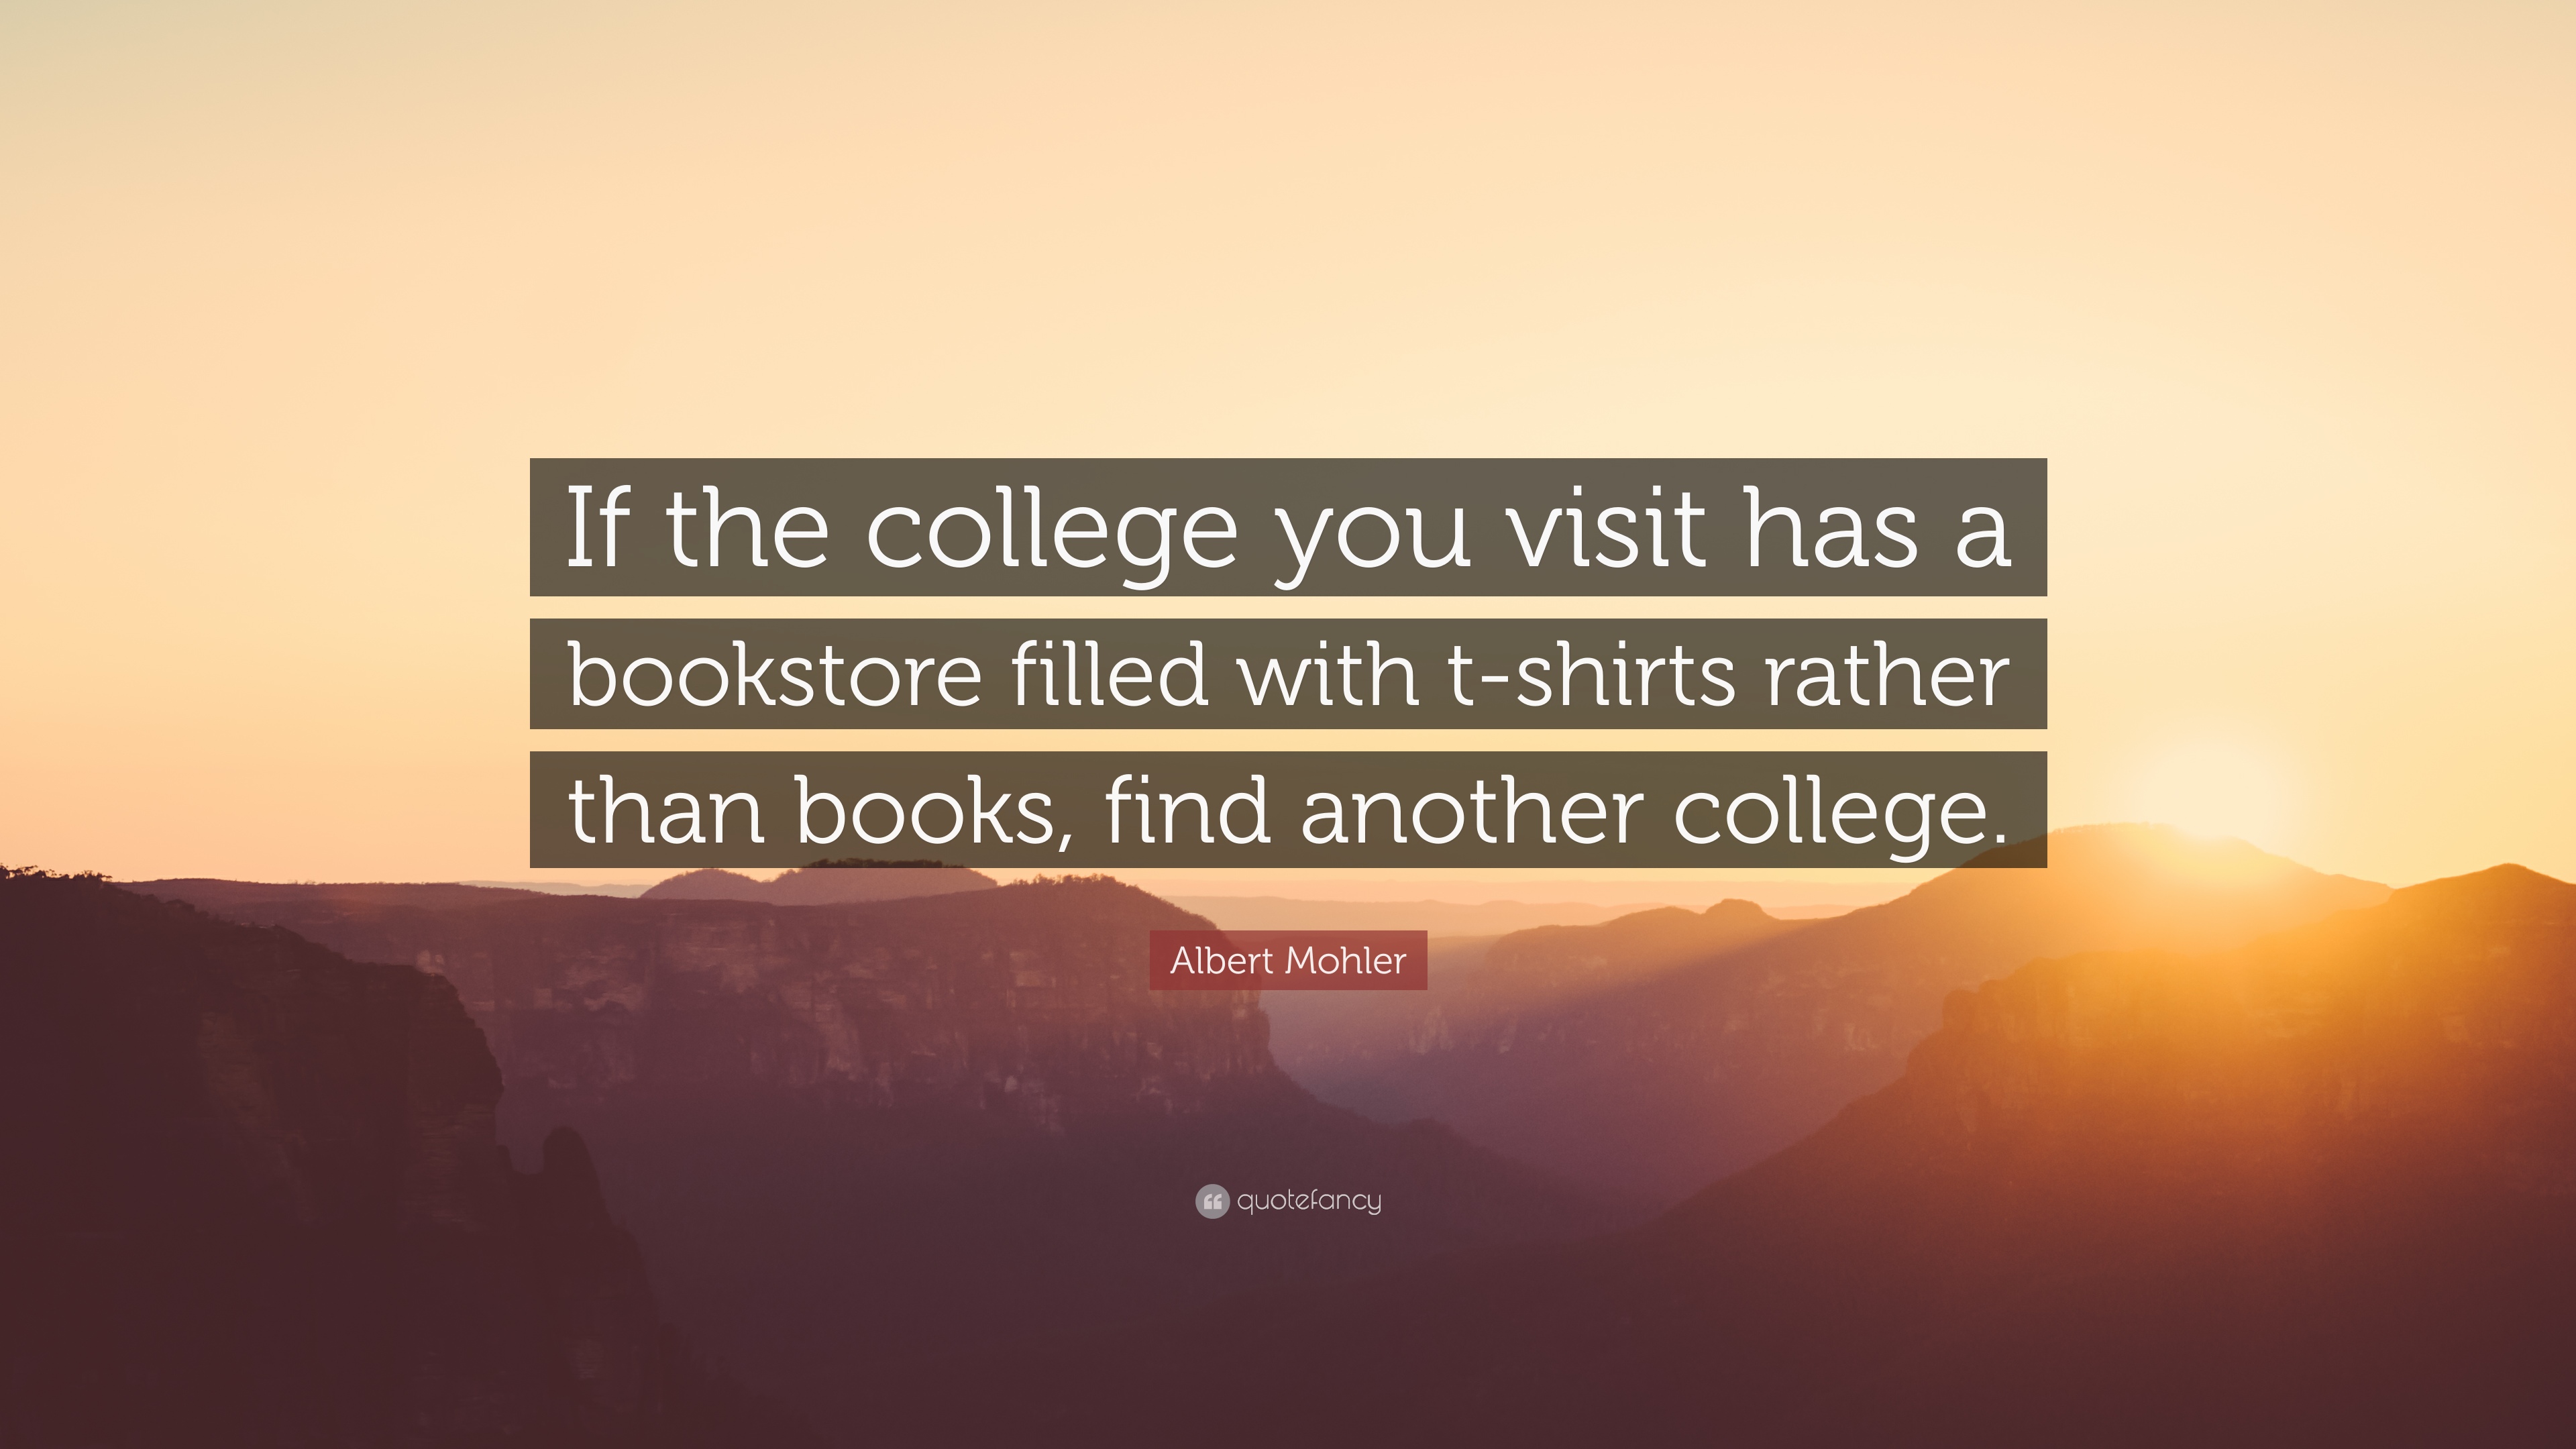 If the college you visit has a
bookstore filled with t-shirts rather
than books, find another college.
Albert Mohler
quotefancy